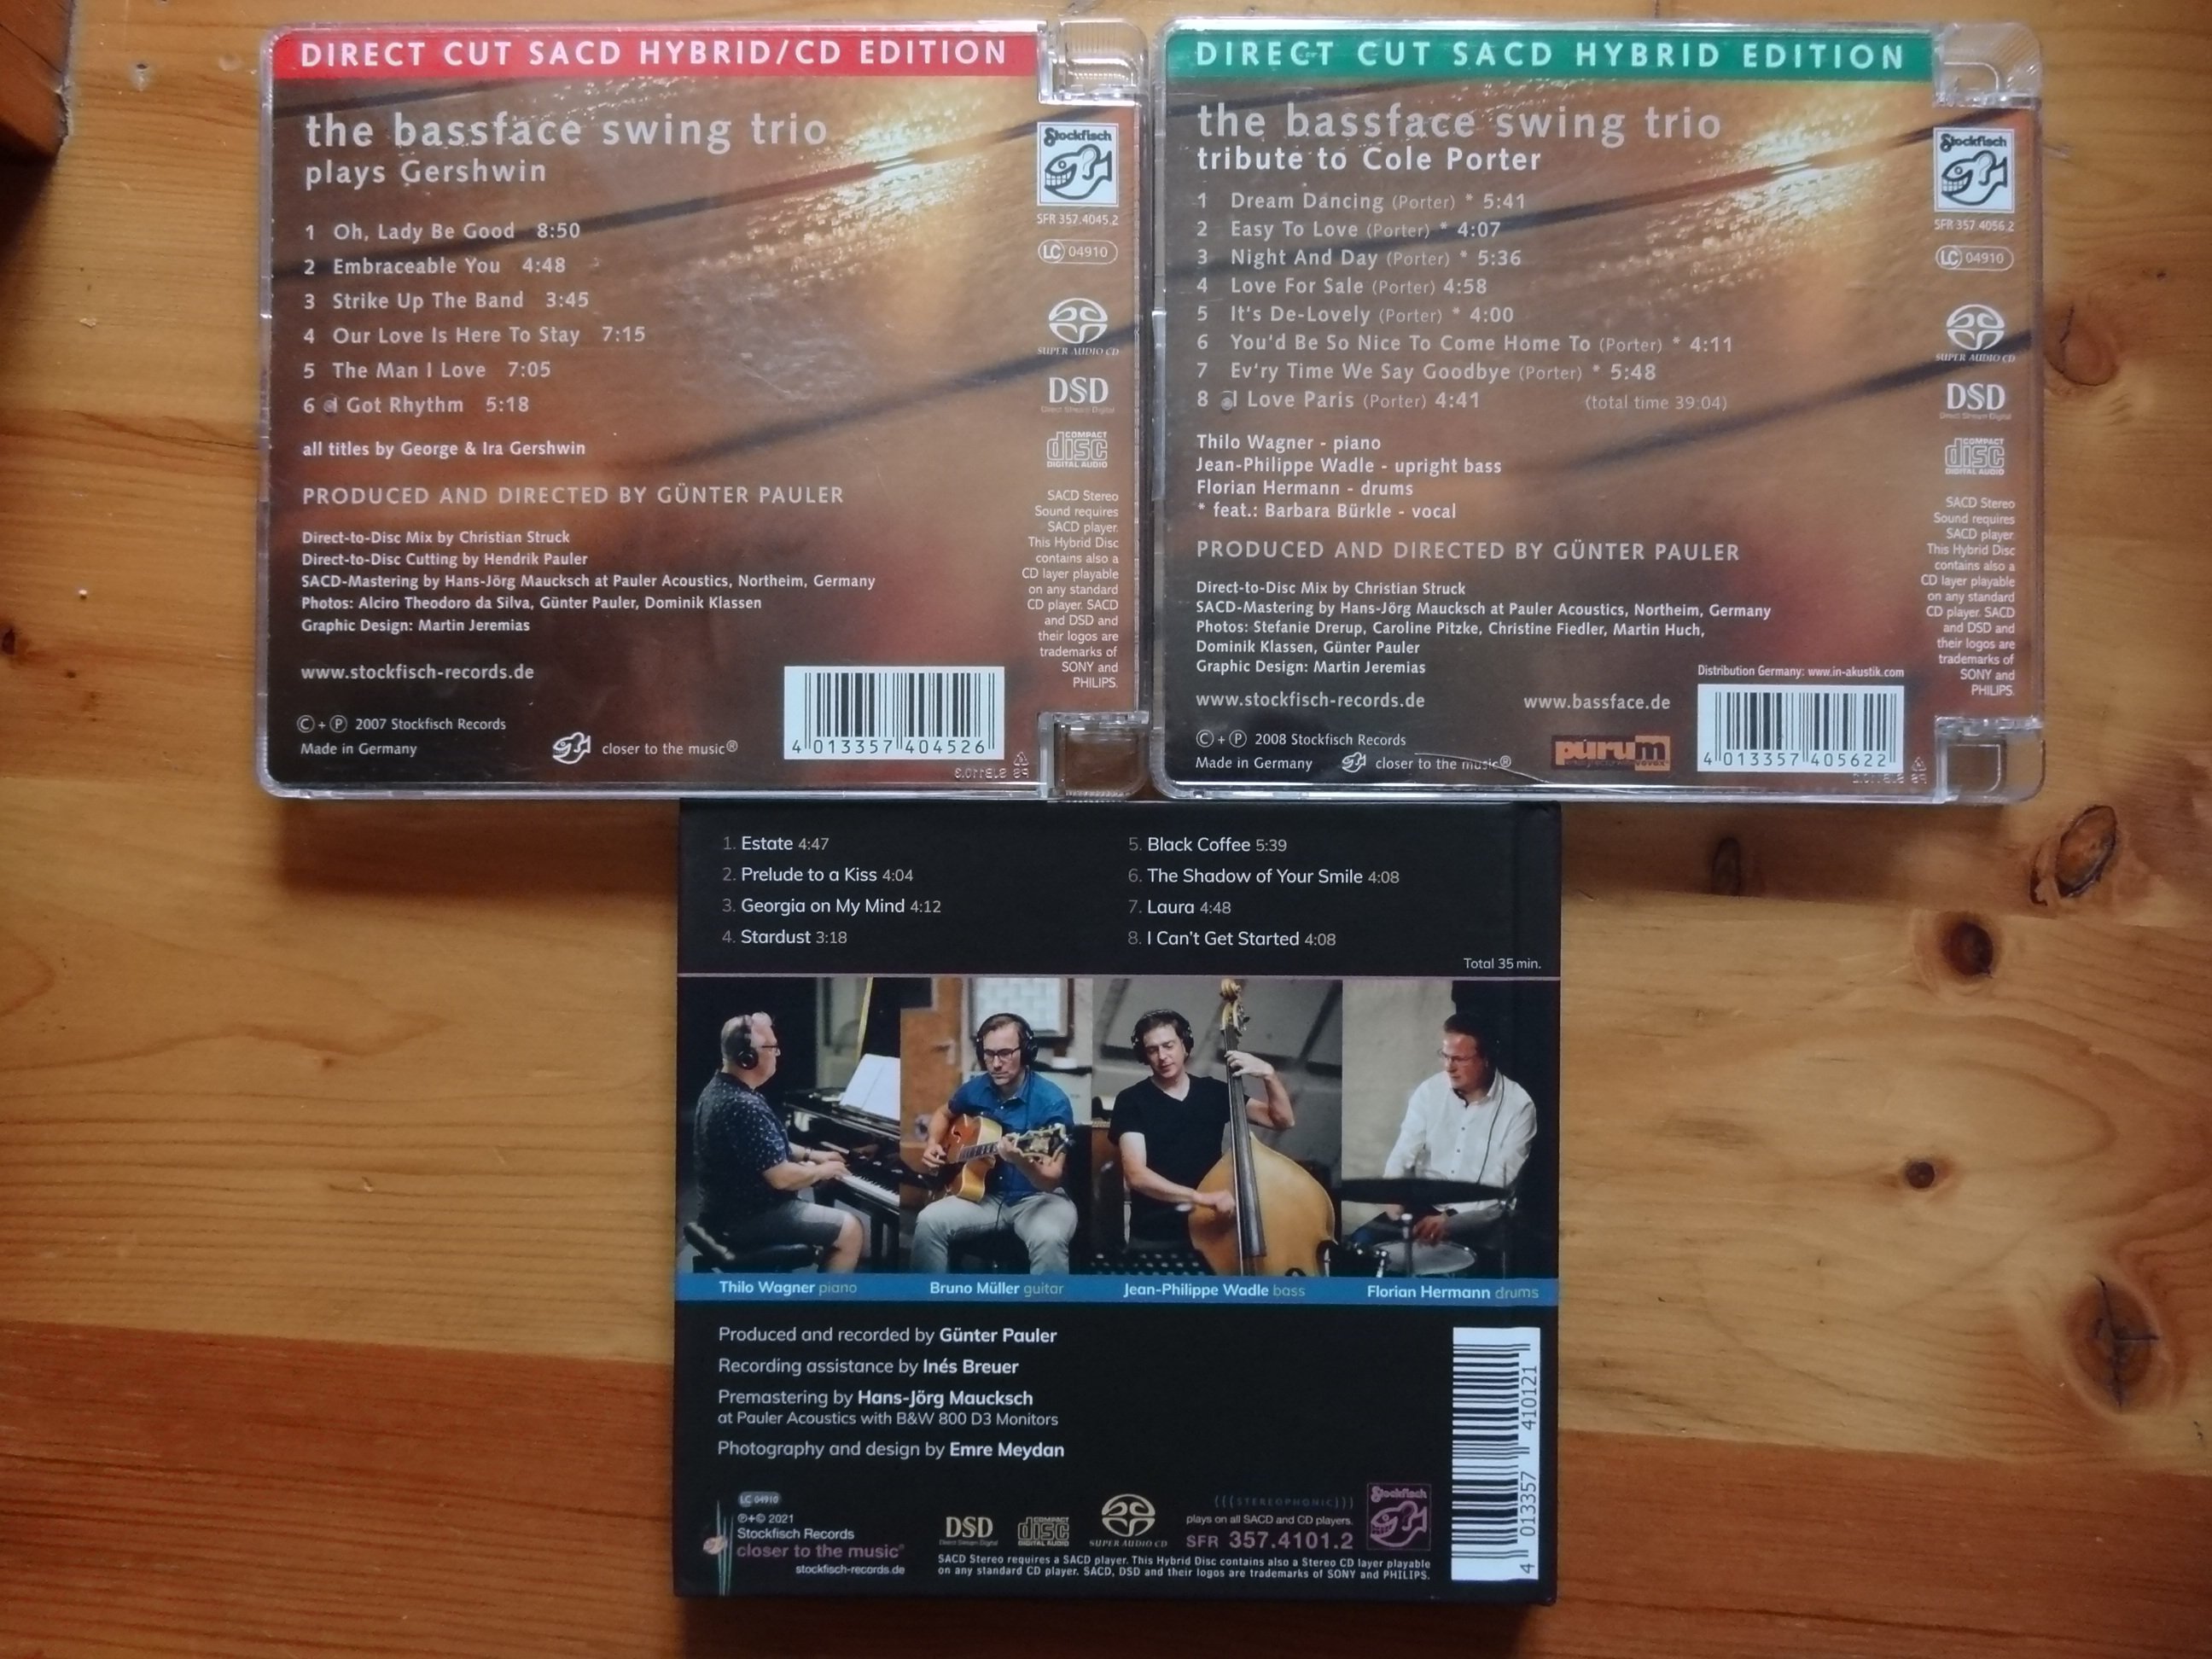 DIRECT CUT SACD HYBRID/CD EDITION
the bassface swing trio
plays Gershwin
1 Oh, Lady Be Good 8:50
2 Embraceable You 4:48
3 Strike Up The Band 3:45
4 Our Love Is Here To Stay 7:15
5 The Man I Love 7:05
6 I Got Rhythm 5:18
all titles by George & Ira Gershwin
PRODUCED AND DIRECTED BY GÜNTER PAULER
Direct-to-Disc Mix by Christian Struck
Direct-to-Disc Cutting by Hendrik Pauler
SACD-Mastering by Hans-Jörg Maucksch at Pauler Acoustics, Northeim, Germany
Photos: Alciro Theodoro da Silva, Günter Pauler, Dominik Klassen
Graphic Design: Martin Jeremias
www.stockfisch-records.de
©+℗ 2007 Stockfisch Records
Made in Germany
closer to the music®
4 013357 404526
Stockfisch
SFR 357.4045.2
LC 04910
SUPER AUDIO CD
DSD
Direct Stream Digital
COMPACT
disc
DIGITAL AUDIO
SACD Stereo
Sound requires
SACD player.
This Hybrid Disc
contains also a
CD layer playable
on any standard
CD player. SACD
and DSD and
their logos are
trademarks of
SONY and
PHILIPS.
DIRECT CUT SACD HYBRID EDITION
the bassface swing trio
tribute to Cole Porter
1 Dream Dancing (Porter) * 5:41
2 Easy To Love (Porter) * 4:07
3 Night And Day (Porter) * 5:36
4 Love For Sale (Porter) 4:58
5 It's De-Lovely (Porter) * 4:00
6 You'd Be So Nice To Come Home To (Porter) * 4:11
7 Ev'ry Time We Say Goodbye (Porter) * 5:48
8 I Love Paris (Porter) 4:41 (total time 39:04)
Thilo Wagner - piano
Jean-Philippe Wadle - upright bass
Florian Hermann - drums
* feat.: Barbara Bürkle - vocal
PRODUCED AND DIRECTED BY GÜNTER PAULER
Direct-to-Disc Mix by Christian Struck
SACD-Mastering by Hans-Jörg Maucksch at Pauler Acoustics, Northeim, Germany
Photos: Stefanie Drerup, Caroline Pitzke, Christine Fiedler, Martin Huch,
Dominik Klassen, Günter Pauler
Graphic Design: Martin Jeremias
Distribution Germany: www.in-akustik.com
www.stockfisch-records.de www.bassface.de
©+℗ 2008 Stockfisch Records
Made in Germany
closer to the music®
purum
4 013357 405622
Stockfisch
SFR 357.4056.2
LC 04910
SUPER AUDIO CD
DSD
Direct Stream Digital
COMPACT
disc
DIGITAL AUDIO
SACD Stereo
Sound requires
SACD player.
This Hybrid Disc
contains also a
CD layer playable
on any standard
CD player. SACD
and DSD and
their logos are
trademarks of
SONY and
PHILIPS.
1. Estate 4:47
2. Prelude to a Kiss 4:04
3. Georgia on My Mind 4:12
4. Stardust 3:18
5. Black Coffee 5:39
6. The Shadow of Your Smile 4:08
7. Laura 4:48
8. I Can't Get Started 4:08
Total 35 min.
Thilo Wagner piano
Bruno Müller guitar
Jean-Philippe Wadle bass
Florian Hermann drums
Produced and recorded by Günter Pauler
Recording assistance by Inés Breuer
Premastering by Hans-Jörg Maucksch
at Pauler Acoustics with B&W 800 D3 Monitors
Photography and design by Emre Meydan
LC 04910
℗+© 2021
Stockfisch Records
closer to the music®
stockfisch-records.de
DSD
Direct Stream Digital
COMPACT
disc
DIGITAL AUDIO
SUPER AUDIO CD
(((STEREOPHONIC)))
plays on all SACD and CD players.
SFR 357.4101.2
Stockfisch
SACD Stereo requires a SACD player. This Hybrid Disc contains also a Stereo CD layer playable
on any standard CD player. SACD, DSD and their logos are trademarks of SONY and PHILIPS.
4 013357 410121